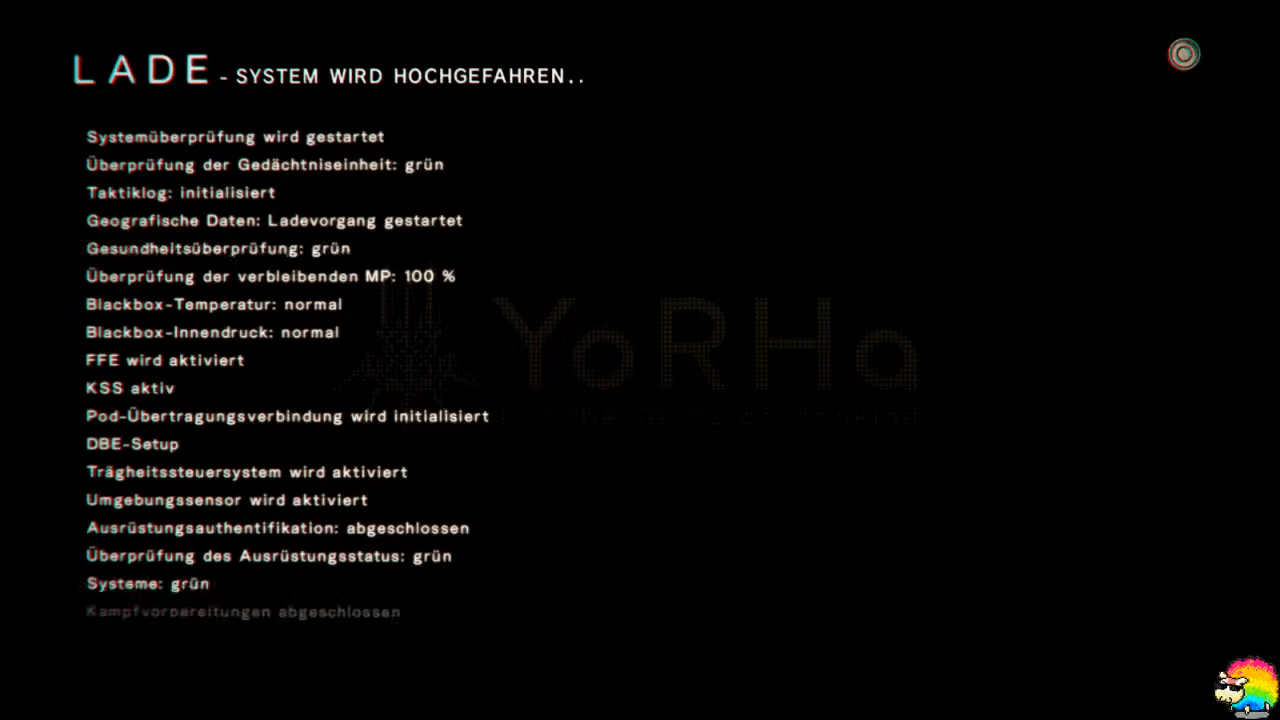 LADE - SYSTEM WIRD HOCHGEFAHREN..
Systemüberprüfung wird gestartet
Überprüfung der Gedächtniseinheit: grün
Taktiklog: initialisiert
Geografische Daten: Ladevorgang gestartet
Gesundheitsüberprüfung: grün
Überprüfung der verbleibenden MP: 100 %
Blackbox-Temperatur: normal
Blackbox-Innendruck: normal
FFE wird aktiviert
KSS aktiv
Pod-Übertragungsverbindung wird initialisiert
DBE-Setup
Trägheitssteuersystem wird aktiviert
Umgebungssensor wird aktiviert
Ausrüstungsauthentifikation: abgeschlossen
Überprüfung des Ausrüstungsstatus: grün
Systeme: grün
Kampfvorbereitungen abgeschlossen
YoRHa